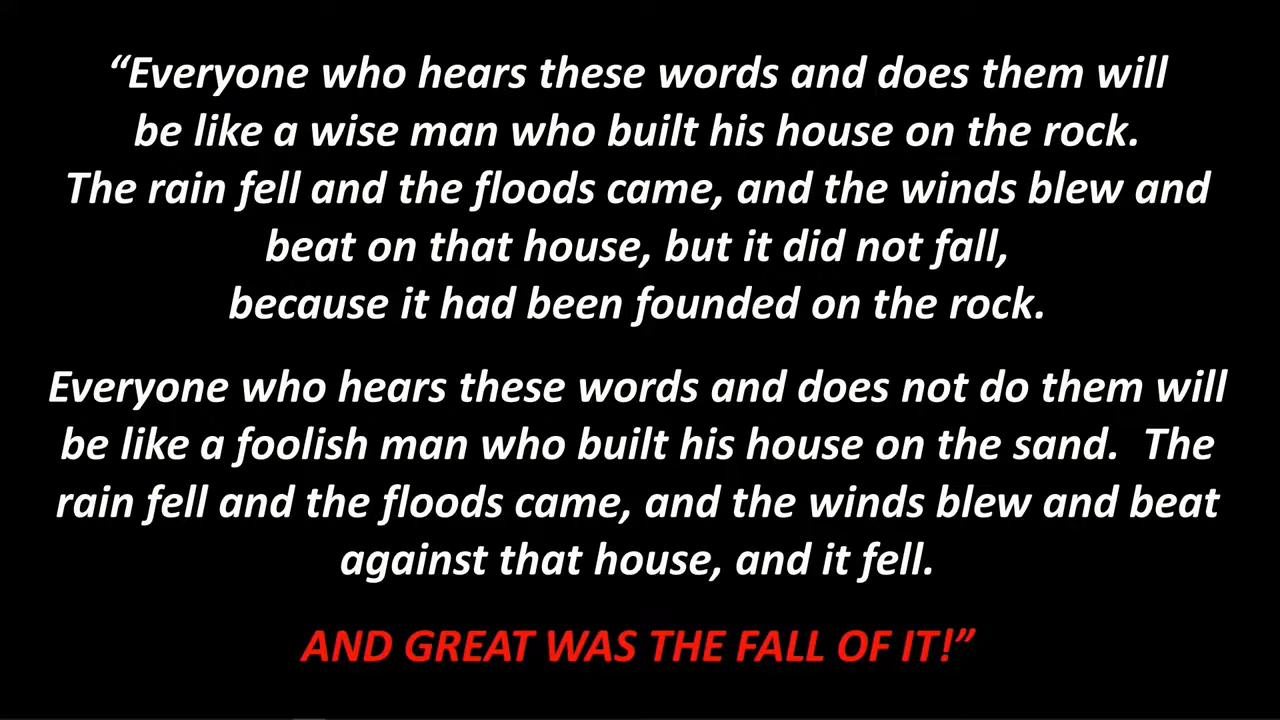 “Everyone who hears these words and does them will
be like a wise man who built his house on the rock.
The rain fell and the floods came, and the winds blew and
beat on that house, but it did not fall,
because it had been founded on the rock.
Everyone who hears these words and does not do them will
be like a foolish man who built his house on the sand.  The
rain fell and the floods came, and the winds blew and beat
against that house, and it fell.
AND GREAT WAS THE FALL OF IT!”